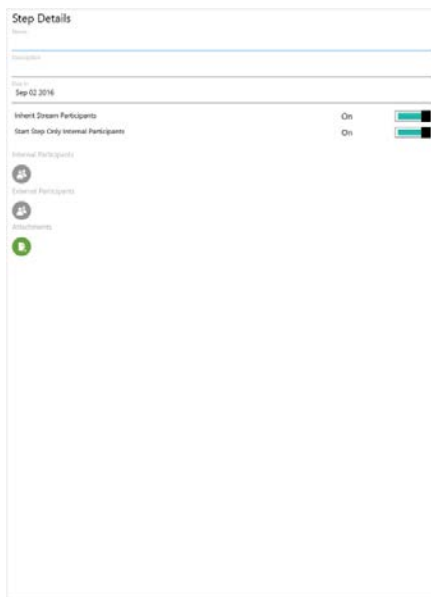 Step Details
Name
Description
Due In
Sep 02 2016
Inherit Stream Participants On
Start Step Only Internal Participants On
Internal Participants
External Participants
Attachments